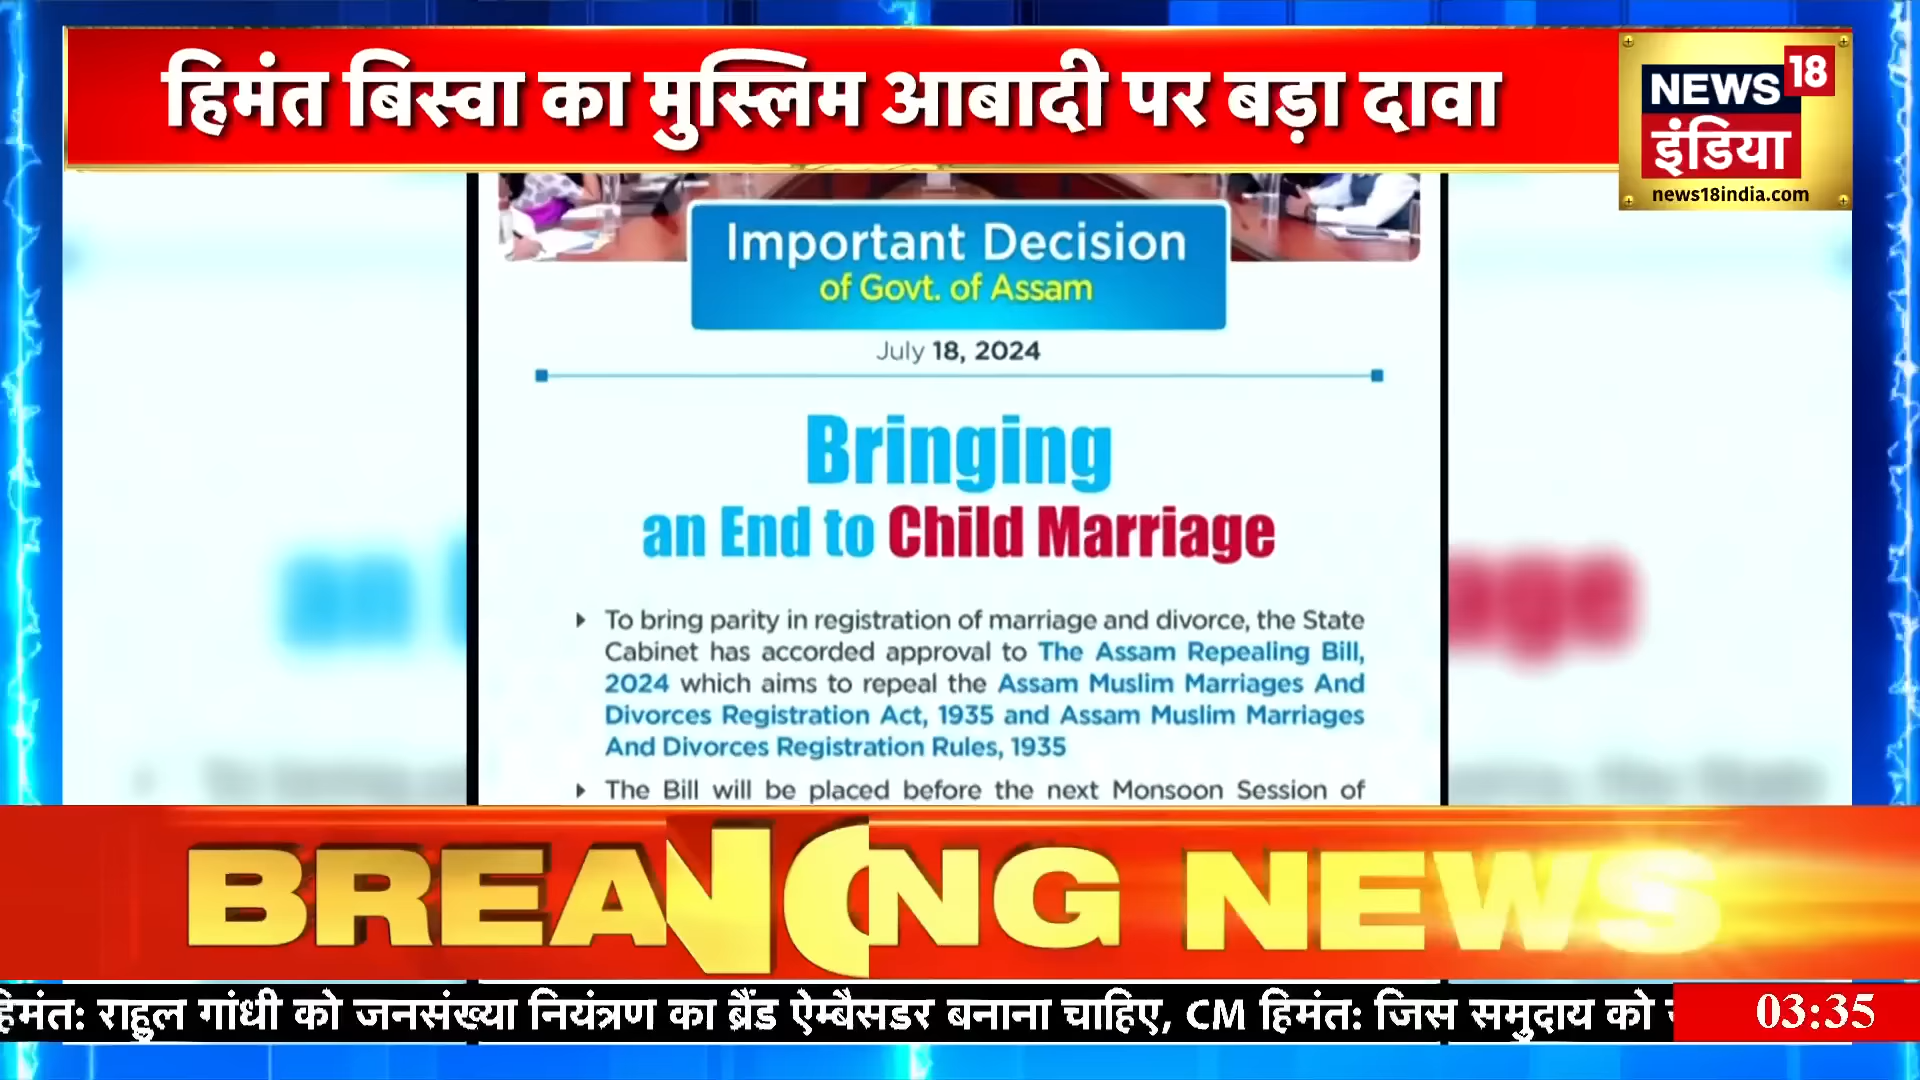 हिमंत बिस्वा का मुस्लिम आबादी पर बड़ा दावा
NEWS 18
इंडिया
news18india.com
Important Decision
of Govt. of Assam
July 18, 2024
Bringing
an End to Child Marriage
To bring parity in registration of marriage and divorce, the State
Cabinet has accorded approval to The Assam Repealing Bill,
2024 which aims to repeal the Assam Muslim Marriages And
Divorces Registration Act, 1935 and Assam Muslim Marriages
And Divorces Registration Rules, 1935
The Bill will be placed before the next Monsoon Session of
NEWS
हिमंत: राहुल गांधी को जनसंख्या नियंत्रण का ब्रैंड ऐम्बैसडर बनाना चाहिए, CM हिमंत: जिस समुदाय को
03:35